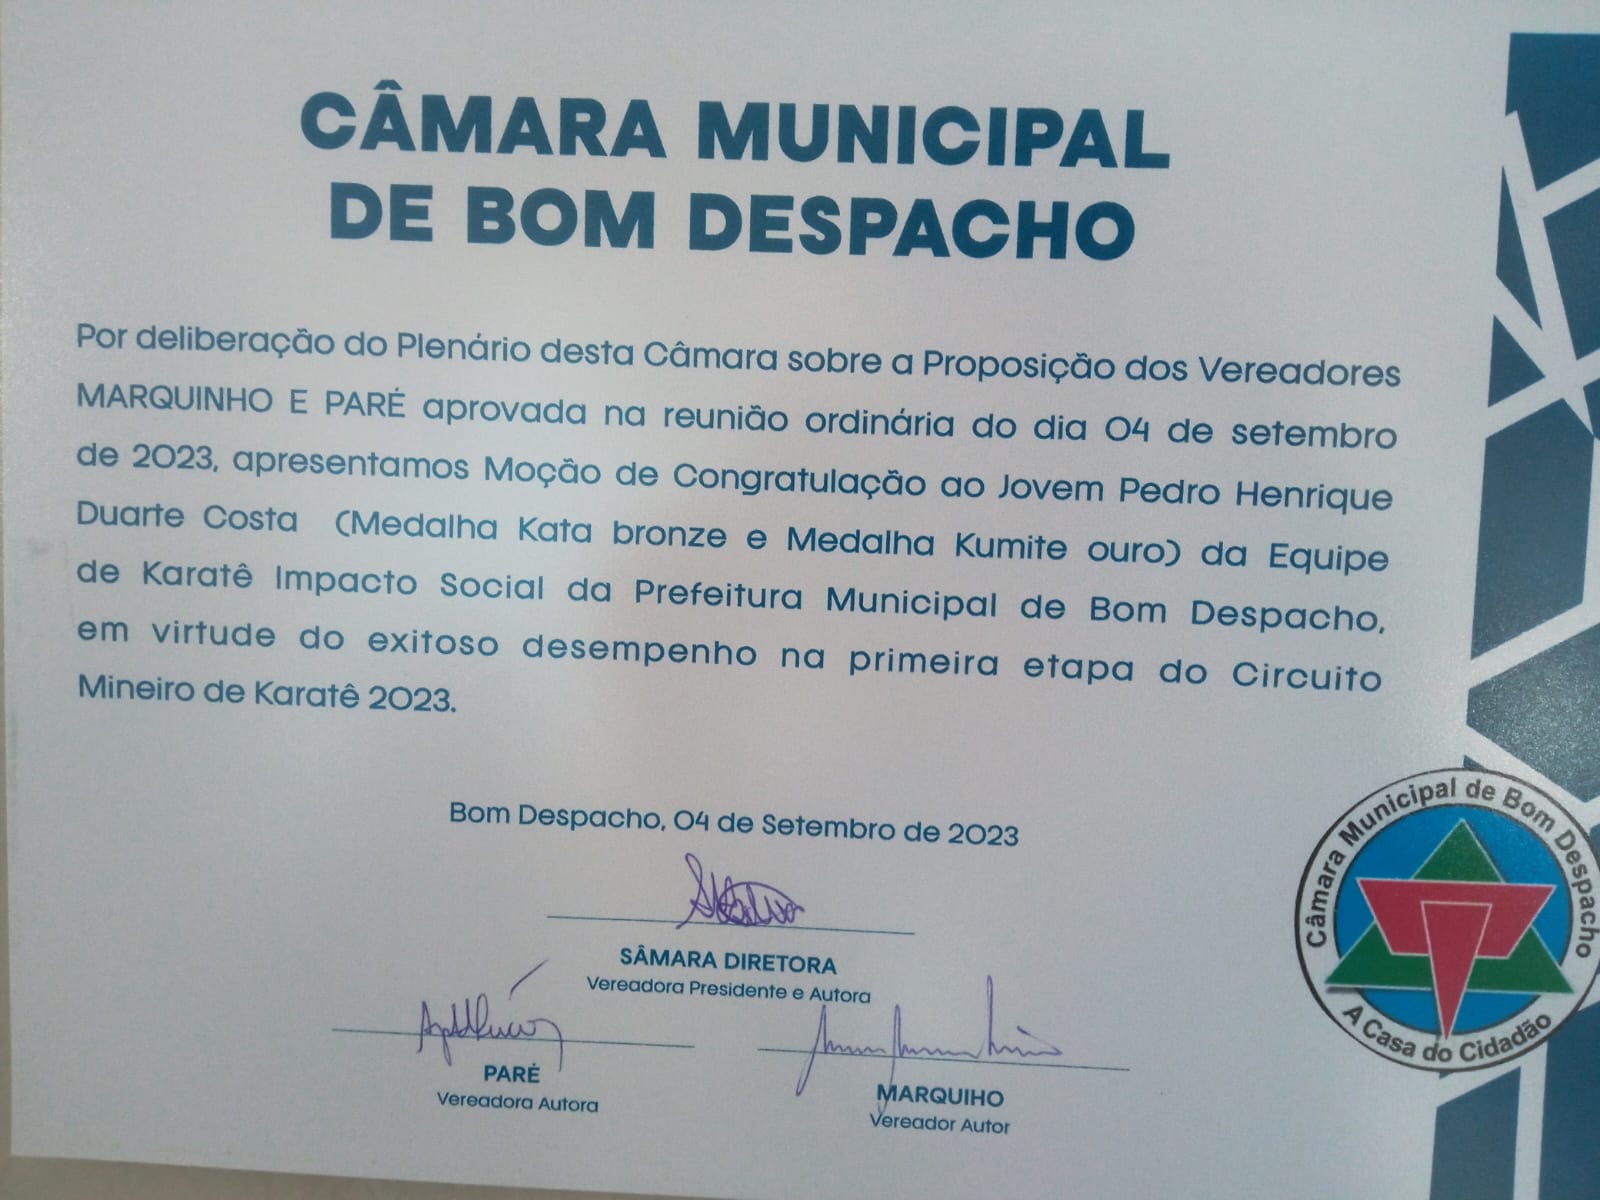 CÂMARA MUNICIPAL
DE BOM DESPACHO
Por deliberação do Plenário desta Câmara sobre a Proposição dos Vereadores
MARQUINHO E PARÉ aprovada na reunião ordinária do dia 04 de setembro
de 2023, apresentamos Moção de Congratulação ao Jovem Pedro Henrique
Duarte Costa (Medalha Kata bronze e Medalha Kumite ouro) da Equipe
de Karatê Impacto Social da Prefeitura Municipal de Bom Despacho,
em virtude do exitoso desempenho na primeira etapa do Circuito
Mineiro de Karatê 2023.
Bom Despacho, 04 de Setembro de 2023
SÂMARA DIRETORA
Vereadora Presidente e Autora
PARÉ
Vereadora Autora
MARQUIHO
Vereador Autor
Câmara Municipal de Bom Despacho
A Casa do Cidadão